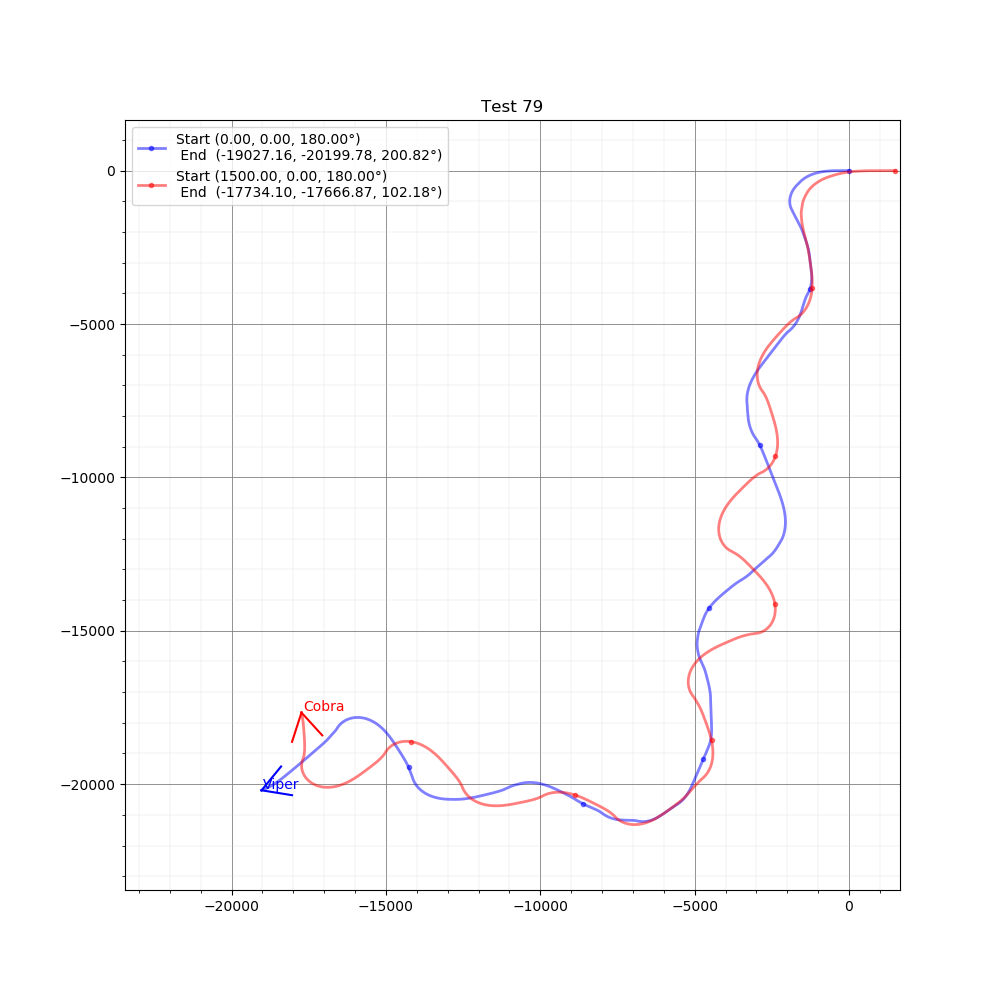 Test 79
Start (0.00, 0.00, 180.00°)
End  (-19027.16, -20199.78, 200.82°)
Start (1500.00, 0.00, 180.00°)
End  (-17734.10, -17666.87, 102.18°)
0
−5000
−10000
−15000
−20000
Cobra
Viper
−20000
−15000
−10000
−5000
0